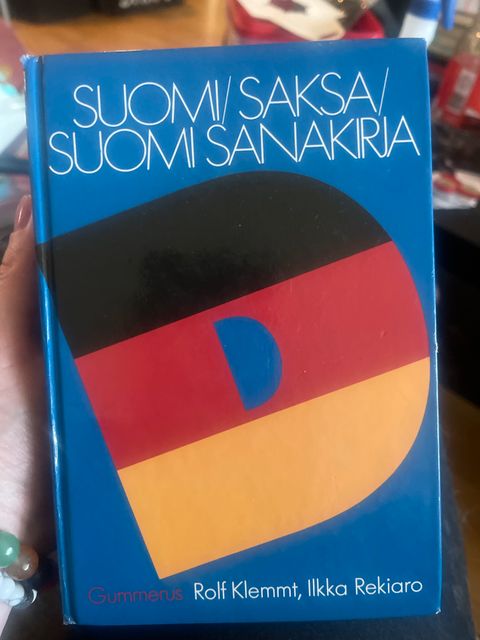 SUOMI/SAKSA/
SUOMI SANAKIRJA
Gummerus Rolf Klemmt, Ilkka Rekiaro